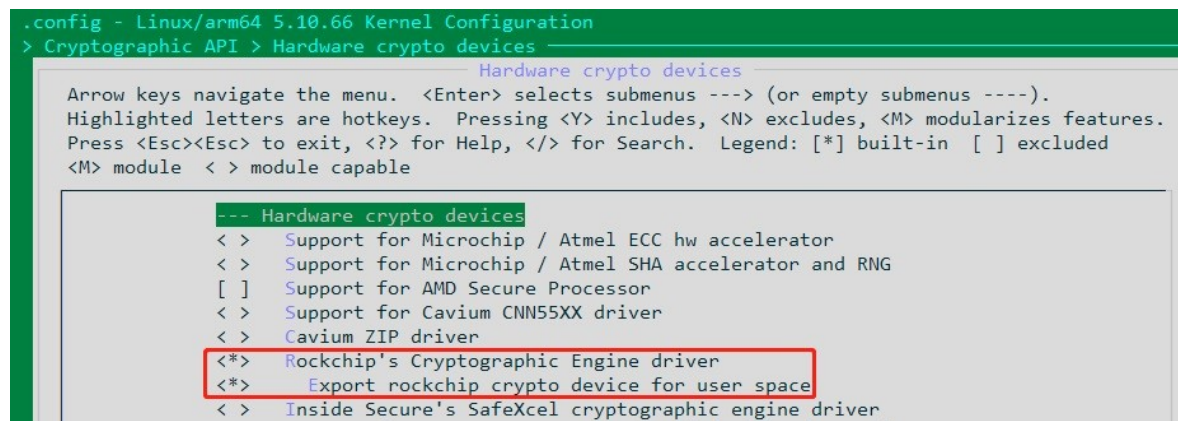 .config - Linux/arm64 5.10.66 Kernel Configuration
> Cryptographic API > Hardware crypto devices
Hardware crypto devices
Arrow keys navigate the menu.  <Enter> selects submenus ---> (or empty submenus ----).
Highlighted letters are hotkeys.  Pressing <Y> includes, <N> excludes, <M> modularizes features.
Press <Esc><Esc> to exit, <?> for Help, </> for Search.  Legend: [*] built-in  [ ] excluded
<M> module  < > module capable
--- Hardware crypto devices
< >   Support for Microchip / Atmel ECC hw accelerator
< >   Support for Microchip / Atmel SHA accelerator and RNG
[ ]   Support for AMD Secure Processor
< >   Support for Cavium CNN55XX driver
< >   Cavium ZIP driver
<*>   Rockchip's Cryptographic Engine driver
<*>     Export rockchip crypto device for user space
< >   Inside Secure's SafeXcel cryptographic engine driver